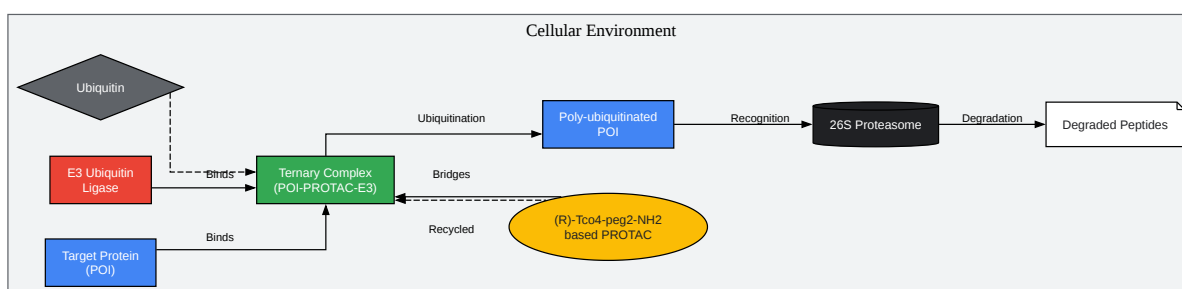 Cellular Environment
Ubiquitin
E3 Ubiquitin
Ligase
Binds
Target Protein
(POI)
Binds
Ternary Complex
(POI-PROTAC-E3)
Ubiquitination
Bridges
Recycled
(R)-Tco4-peg2-NH2
based PROTAC
Poly-ubiquitinated
POI
Recognition
26S Proteasome
Degradation
Degraded Peptides